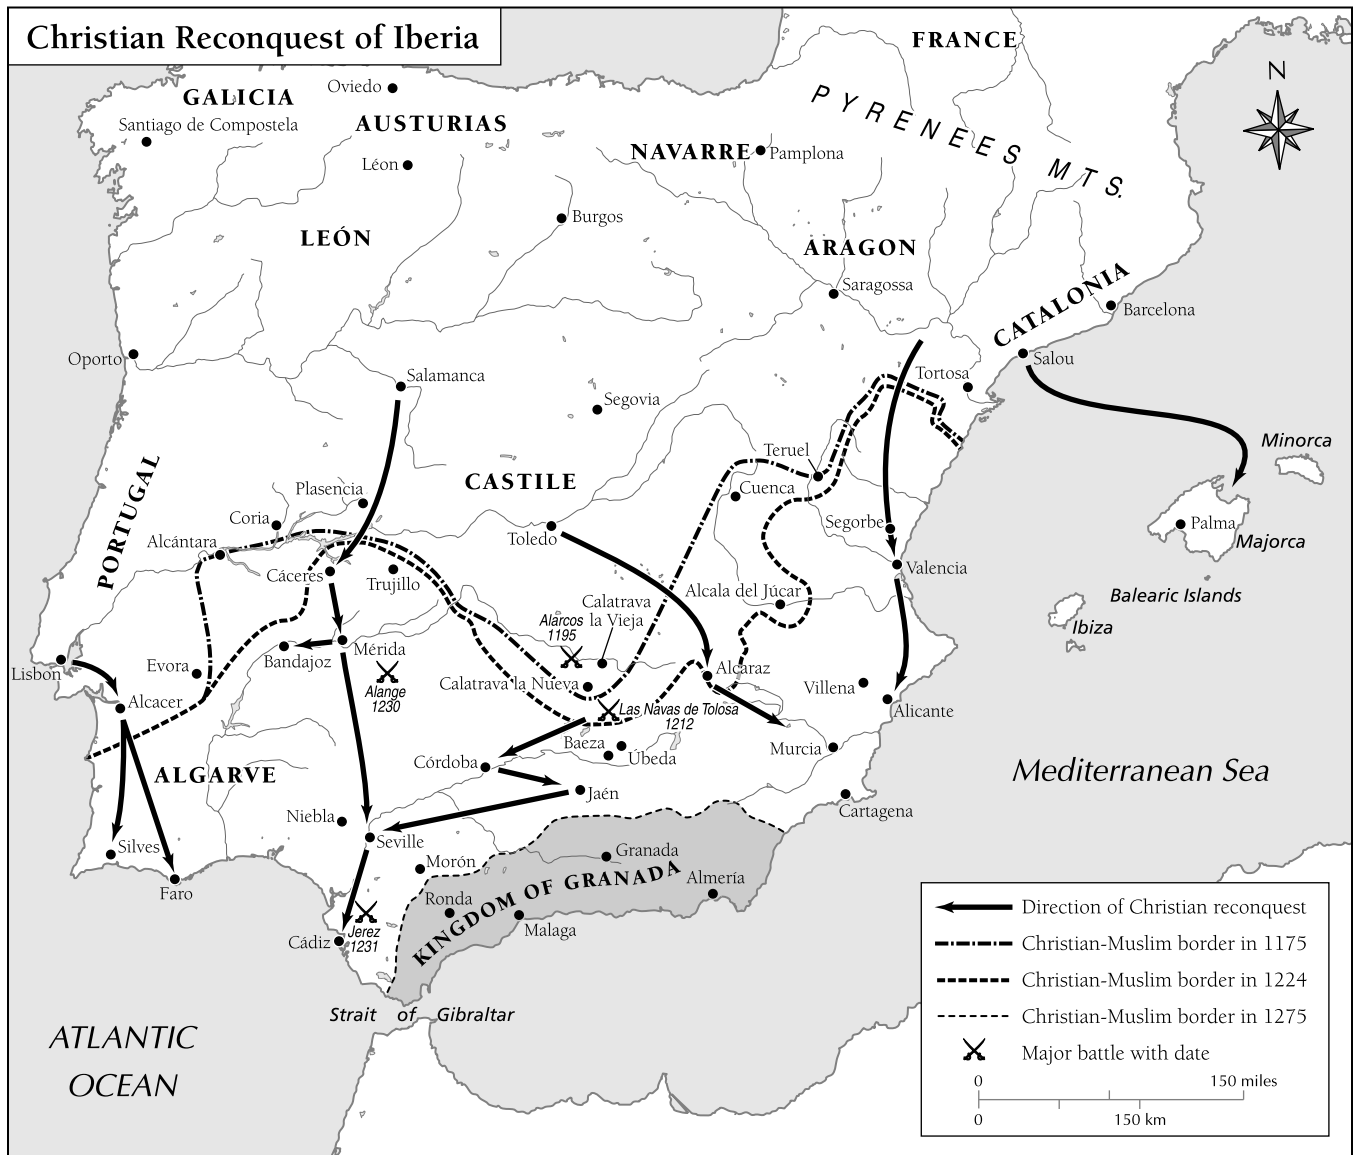 Christian Reconquest of Iberia
FRANCE
N
Oviedo
GALICIA
PYRENEES MTS.
Santiago de Compostela
AUSTURIAS
NAVARRE
Pamplona
Léon
Burgos
LEÓN
ARAGON
Saragossa
CATALONIA
Barcelona
Oporto
Salou
Salamanca
Tortosa
Segovia
Minorca
Teruel
PORTUGAL
CASTILE
Plasencia
Cuenca
Coria
Segorbe
Palma
Toledo
Alcántara
Majorca
Cáceres
Trujillo
Valencia
Alcala del Júcar
Balearic Islands
Calatrava
la Vieja
Alarcos
1195
Ibiza
Mérida
Bandajoz
Evora
Lisbon
Alcaraz
Calatrava la Nueva
Villena
Alange
1230
Alcacer
Las Navas de Tolosa
1212
Alicante
Baeza
Murcia
Úbeda
Córdoba
ALGARVE
Mediterranean Sea
Jaén
Cartagena
Niebla
Seville
Silves
Granada
Morón
KINGDOM OF GRANADA
Almería
Faro
Ronda
Malaga
Jerez
1231
Cádiz
Strait of Gibraltar
ATLANTIC
OCEAN
Direction of Christian reconquest
Christian-Muslim border in 1175
Christian-Muslim border in 1224
Christian-Muslim border in 1275
Major battle with date
0 150 miles
0 150 km